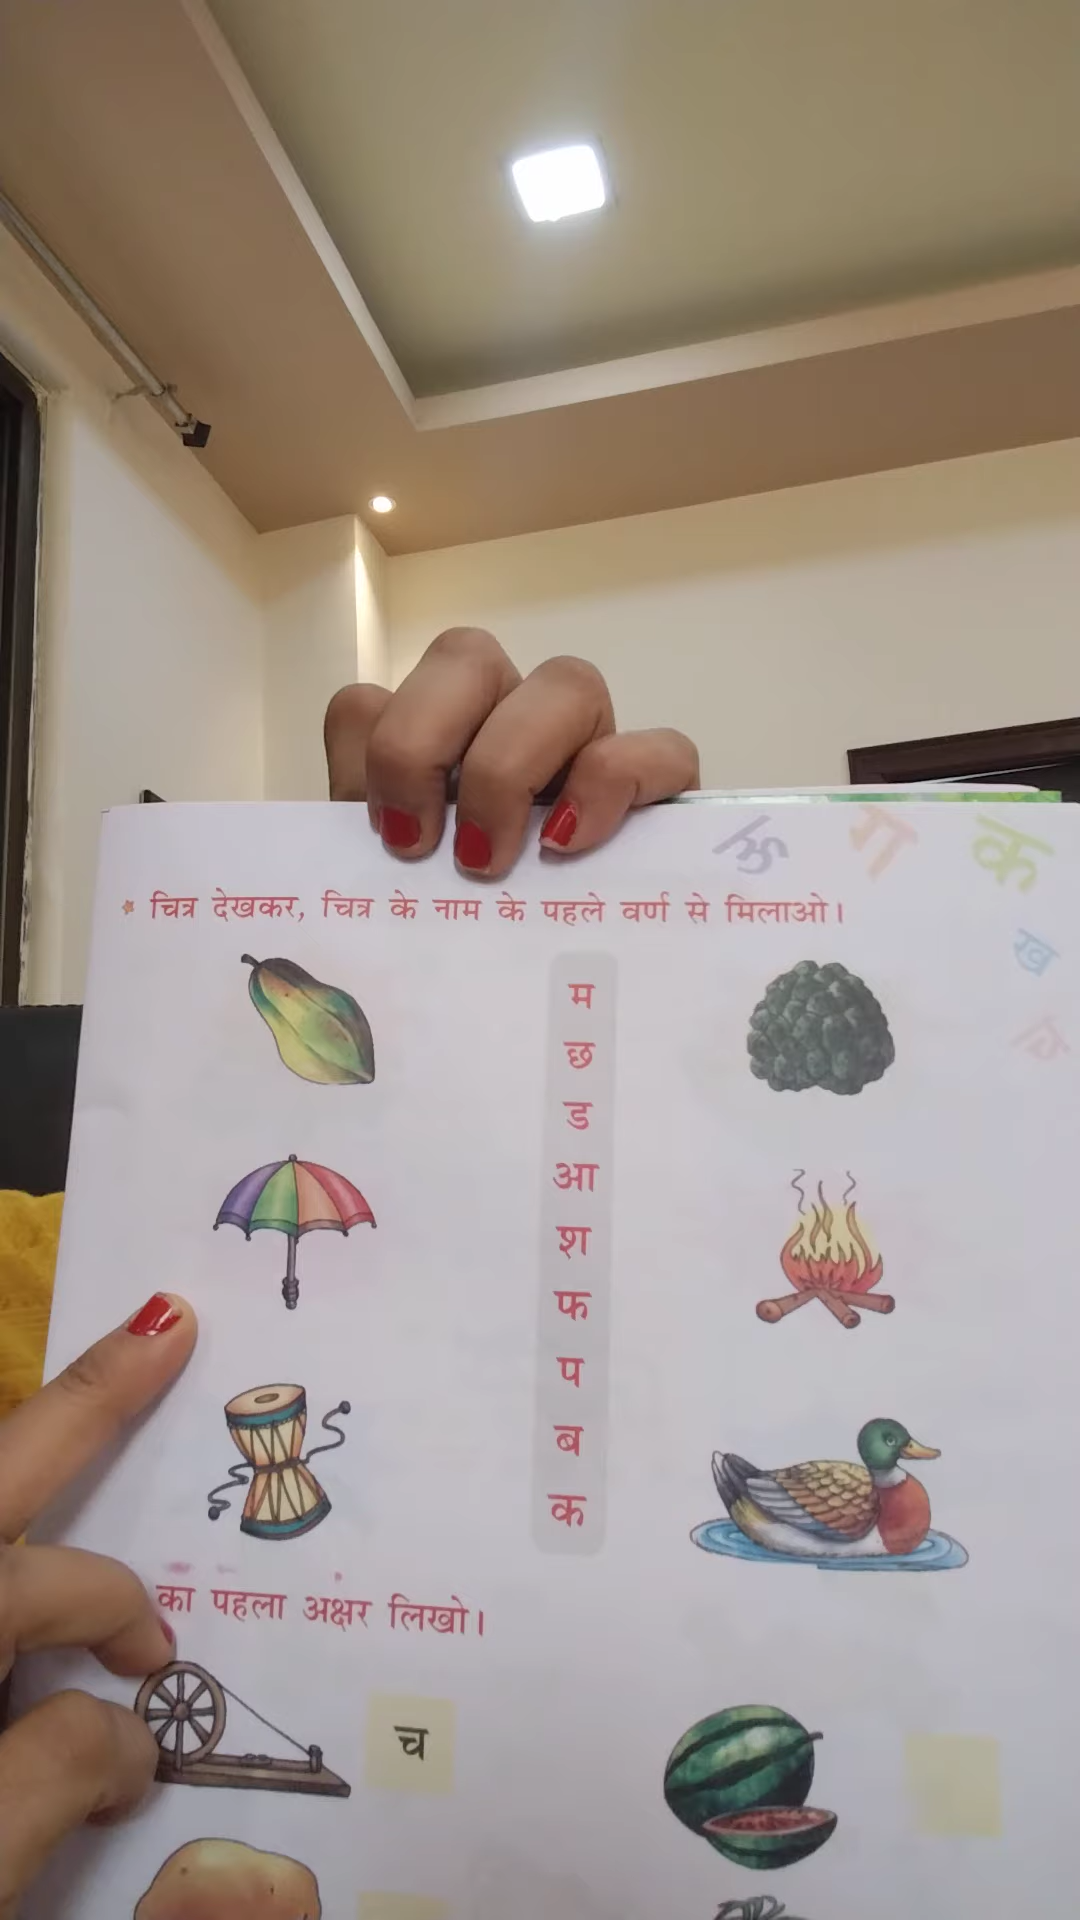 ॡ ग क
चित्र देखकर, चित्र के नाम के पहले वर्ण से मिलाओ।
ख
म
छ
ड
आ
श
फ
प
ब
क
का पहला अक्षर लिखो।
च